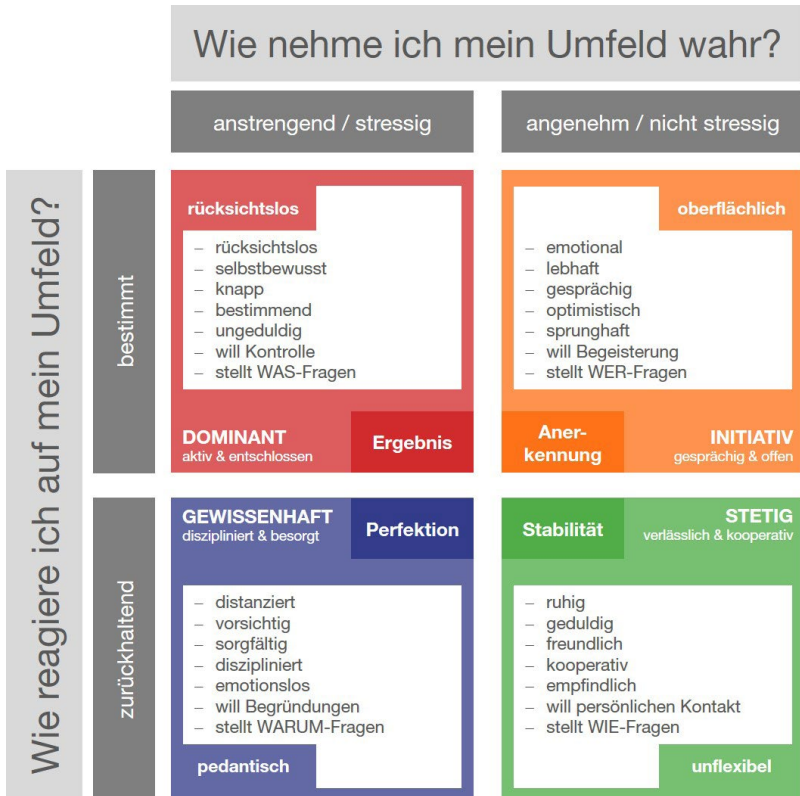 Wie nehme ich mein Umfeld wahr?
anstrengend / stressig
angenehm / nicht stressig
Wie reagiere ich auf mein Umfeld?
bestimmt
rücksichtslos
– rücksichtslos
– selbstbewusst
– knapp
– bestimmend
– ungeduldig
– will Kontrolle
– stellt WAS-Fragen
DOMINANT
aktiv & entschlossen
Ergebnis
oberflächlich
– emotional
– lebhaft
– gesprächig
– optimistisch
– sprunghaft
– will Begeisterung
– stellt WER-Fragen
Aner-
kennung
INITIATIV
gesprächig & offen
zurückhaltend
GEWISSENHAFT
diszipliniert & besorgt
Perfektion
– distanziert
– vorsichtig
– sorgfältig
– diszipliniert
– emotionslos
– will Begründungen
– stellt WARUM-Fragen
pedantisch
Stabilität
STETIG
verlässlich & kooperativ
– ruhig
– geduldig
– freundlich
– kooperativ
– empfindlich
– will persönlichen Kontakt
– stellt WIE-Fragen
unflexibel